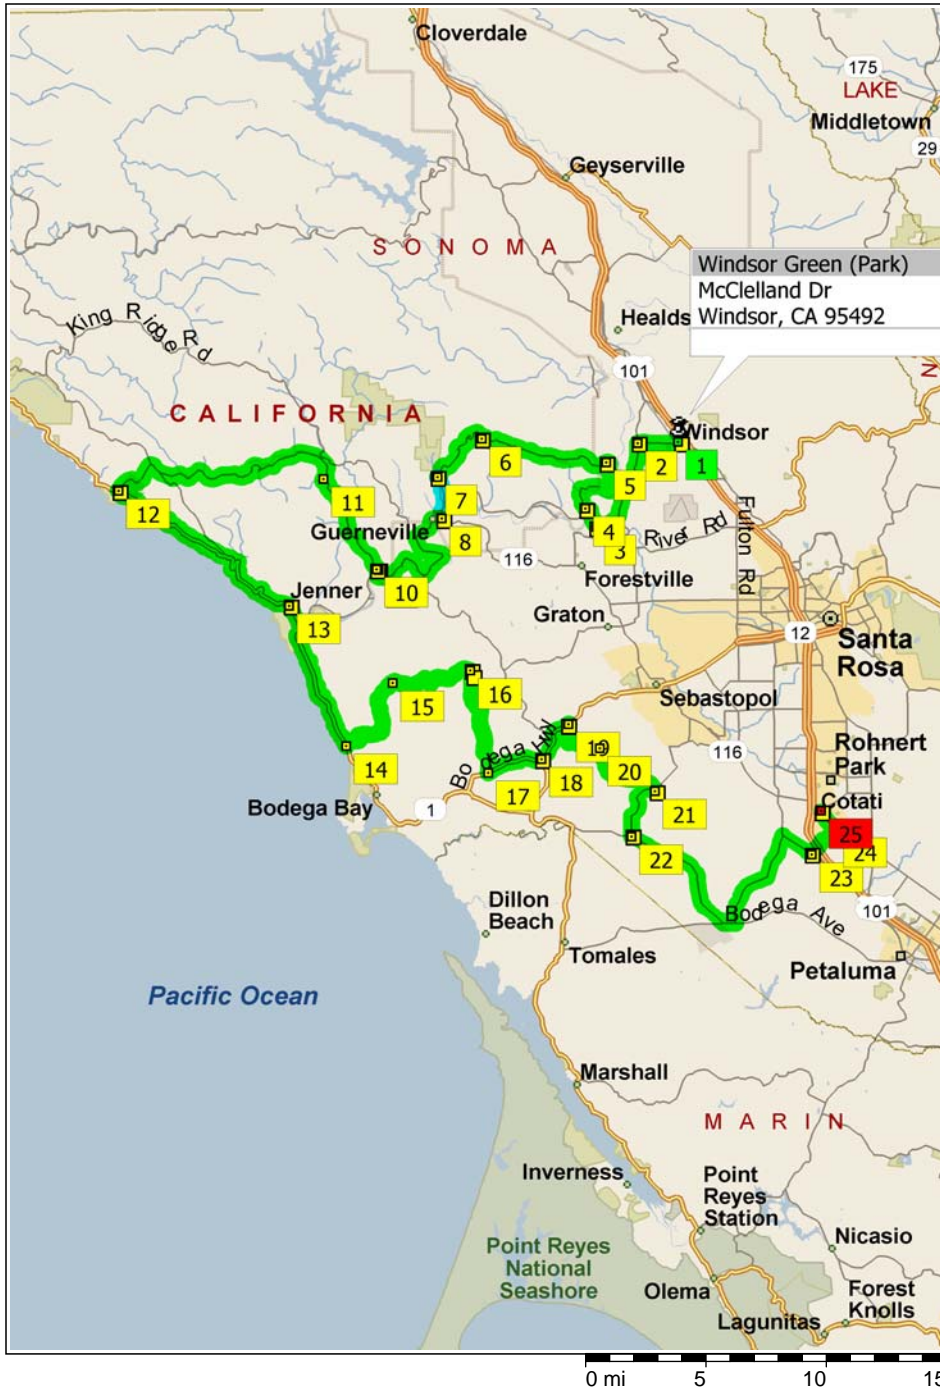 Cloverdale
175
LAKE
Middletown
29
Geyserville
SONOMA
Windsor Green (Park)
McClelland Dr
Windsor, CA 95492
King Ridge Rd
Healds
101
N
CALIFORNIA
Windsor
1
2
6
5
7
11
12
4
Guerneville
8
3
River Rd
Fulton Rd
116
Forestville
10
Jenner
13
Graton
12
Santa
Rosa
15
16
Sebastopol
14
Bodega Hwy
19
116
Rohnert
Park
20
18
17
Bodega Bay
1
21
Cotati
25
24
22
23
Dillon
Beach
Bodega Ave
101
Tomales
Petaluma
Pacific Ocean
Marshall
MARIN
Inverness
Point
Reyes
Station
Nicasio
Point Reyes
National
Seashore
Olema
Forest
Knolls
Lagunitas
0 mi 5 10 15